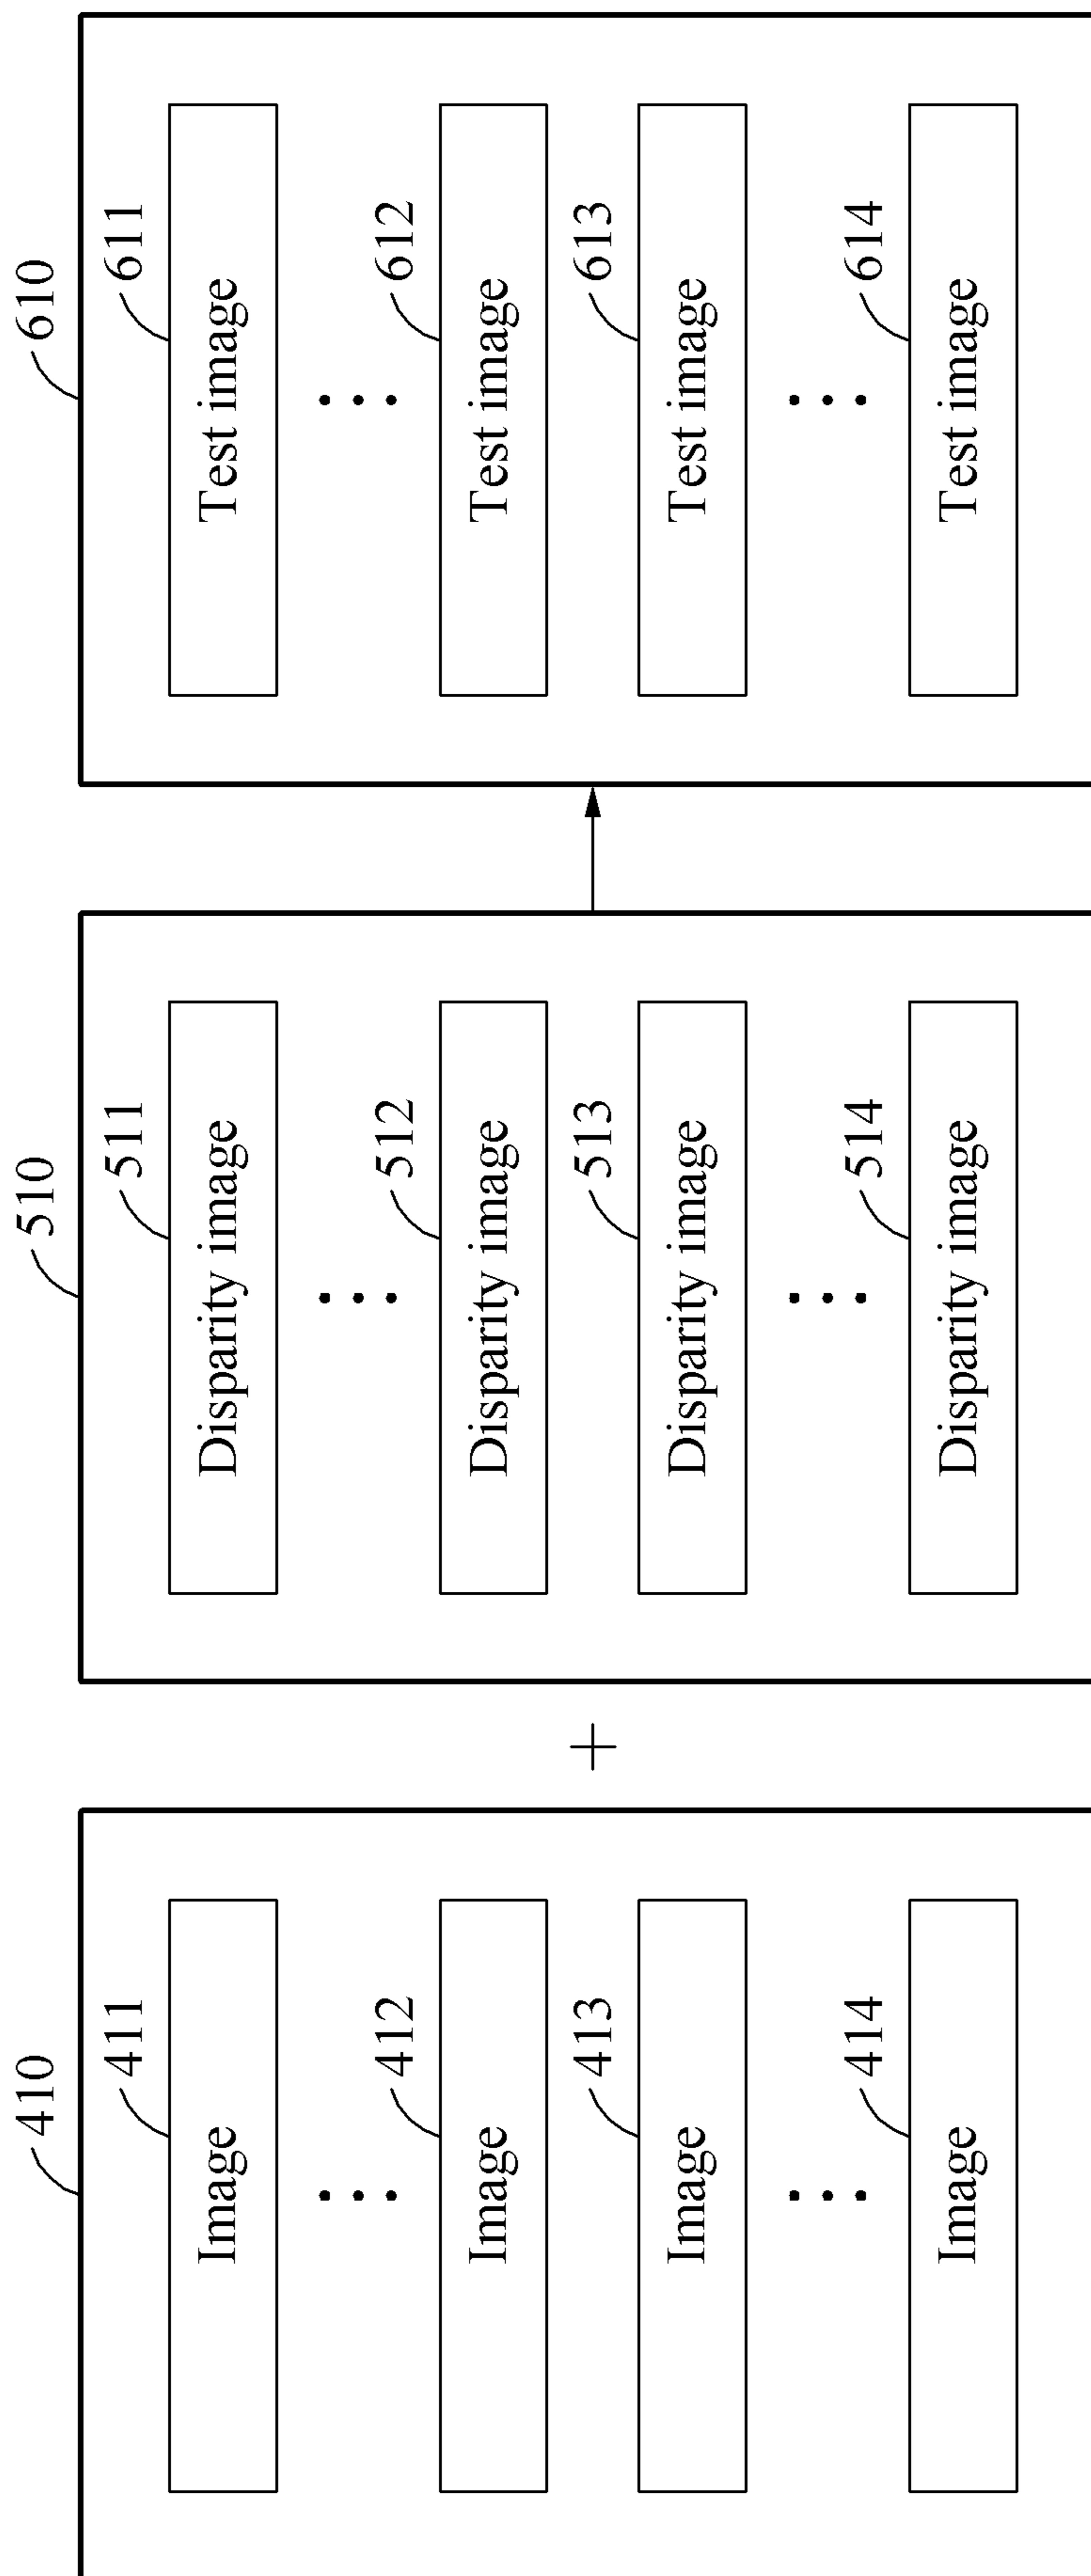 410
411
Image
412
Image
413
Image
414
Image
+
510
511
Disparity image
512
Disparity image
513
Disparity image
514
Disparity image
610
611
Test image
612
Test image
613
Test image
614
Test image